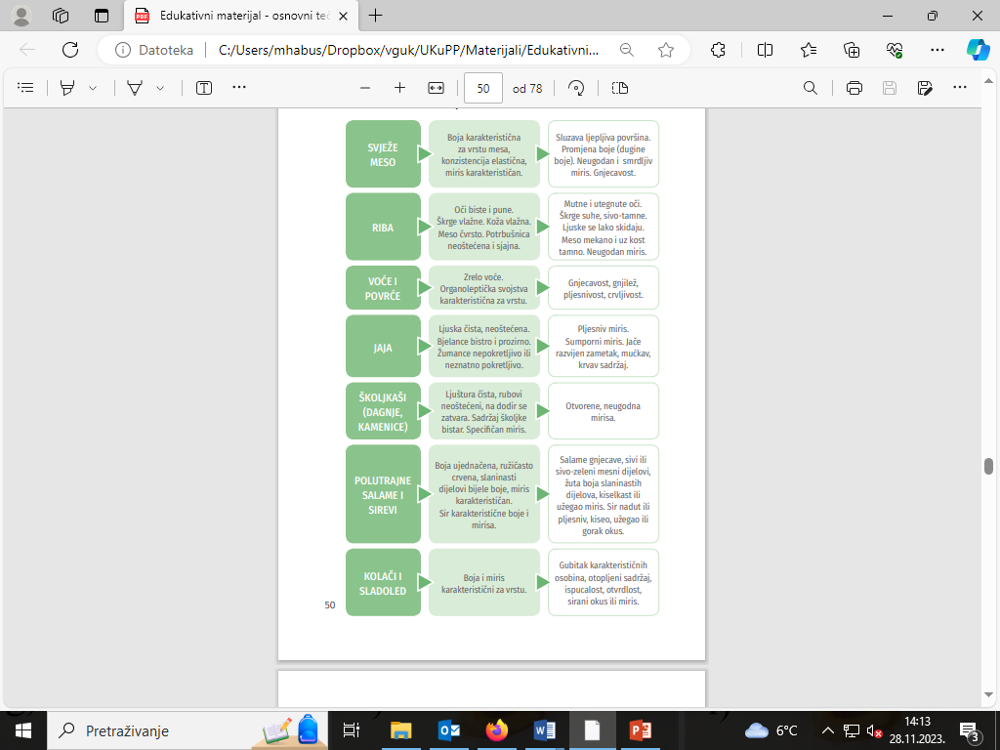 Edukativni materijal - osnovni teč
Datoteka
C:/Users/mhabus/Dropbox/vguk/UKuPP/Materijali/Edukativni...
50
od 78
SVJEŽE
MESO
Boja karakteristična
za vrstu mesa,
konzistencija elastična,
miris karakterističan.
Sluzava ljepljiva površina.
Promjena boje (dugine
boje). Neugodan i smrdljiv
miris. Gnjecavost.
RIBA
Oči biste i pune.
Škrge vlažne. Koža vlažna.
Meso čvrsto. Potrbušnica
neoštećena i sjajna.
Mutne i utegnute oči.
Škrge suhe, sivo-tamne.
Ljuske se lako skidaju.
Meso mekano i uz kost
tamno. Neugodan miris.
VOĆE I
POVRĆE
Zrelo voće.
Organoleptička svojstva
karakteristična za vrstu.
Gnjecavost, gnjilež,
pljesnivost, crvljivost.
JAJA
Ljuska čista, neoštećena.
Bjelance bistro i prozirno.
Žumance nepokretljivo ili
neznatno pokretljivo.
Pljesniv miris.
Sumporni miris. Jače
razvijen zametak, mućkav,
krvav sadržaj.
ŠKOLJKAŠI
(DAGNJE,
KAMENICE)
Ljuštura čista, rubovi
neoštećeni, na dodir se
zatvara. Sadržaj školjke
bistar. Specifičan miris.
Otvorene, neugodna
mirisa.
POLUTRAJNE
SALAME I
SIREVI
Boja ujednačena, ružičasto
crvena, slaninasti
dijelovi bijele boje, miris
karakterističan.
Sir karakteristične boje i
mirisa.
Salame gnjecave, sivi ili
sivo-zeleni mesni dijelovi,
žuta boja slaninastih
dijelova, kiselkast ili
užegao miris. Sir nadut ili
pljesniv, kiseo, užegao ili
gorak okus.
KOLAČI I
SLADOLED
Boja i miris
karakteristični za vrstu.
Gubitak karakterističnih
osobina, otopljeni sadržaj,
ispucalost, otvrdlost,
sirani okus ili miris.
50
Pretraživanje
6°C
14:13
28.11.2023.
3